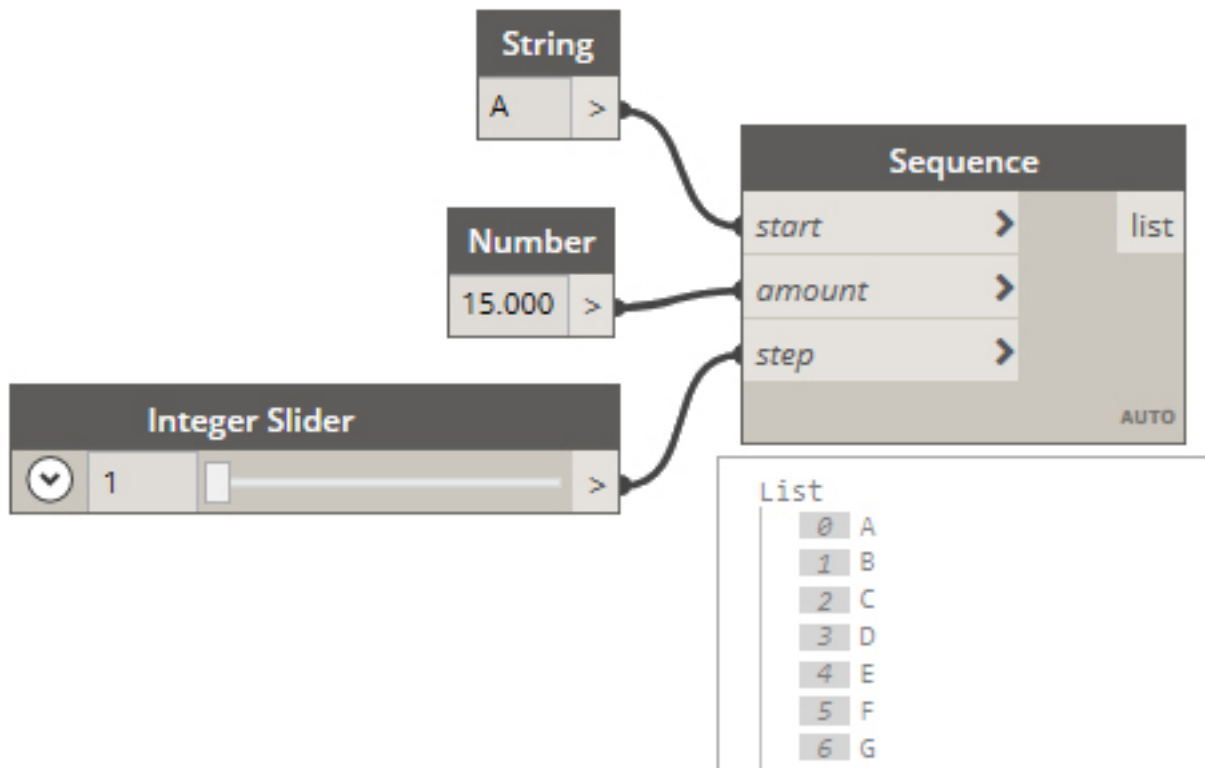 String
A >
Number
15.000 >
Integer Slider
1 >
Sequence
start list
amount
step
AUTO
List
0 A
1 B
2 C
3 D
4 E
5 F
6 G